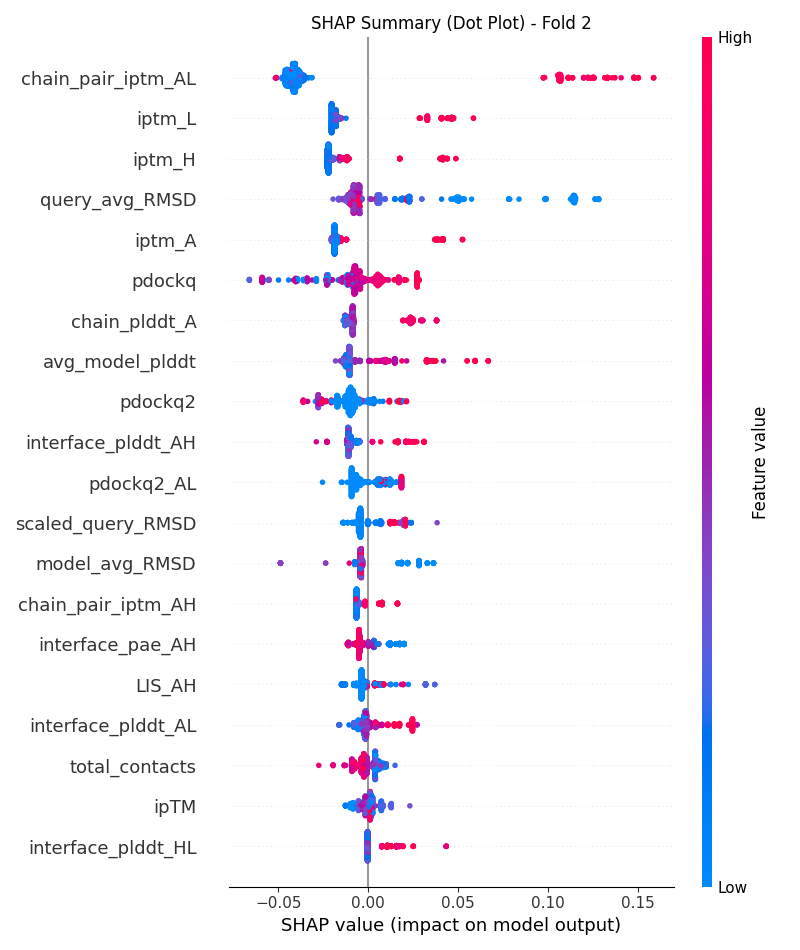 SHAP Summary (Dot Plot) - Fold 2
High
chain_pair_iptm_AL
iptm_L
iptm_H
query_avg_RMSD
iptm_A
pdockq
chain_plddt_A
avg_model_plddt
pdockq2
interface_plddt_AH
pdockq2_AL
scaled_query_RMSD
model_avg_RMSD
chain_pair_iptm_AH
interface_pae_AH
LIS_AH
interface_plddt_AL
total_contacts
ipTM
interface_plddt_HL
Feature value
Low
−0.05 0.00 0.05 0.10 0.15
SHAP value (impact on model output)